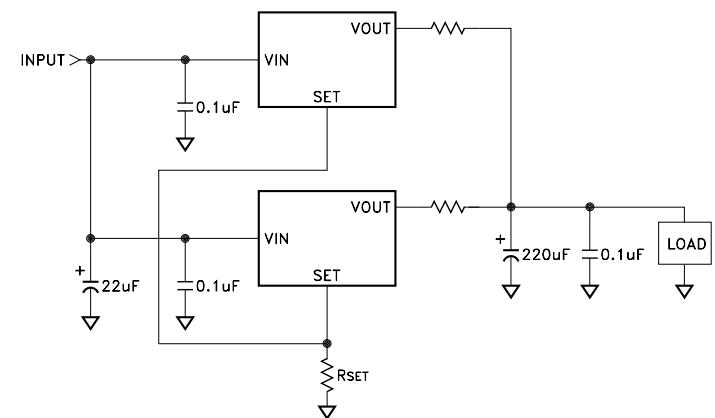 VOUT
INPUT
VIN
SET
0.1uF
VOUT
VIN
SET
+
22uF
0.1uF
+
220uF
0.1uF
LOAD
RSET